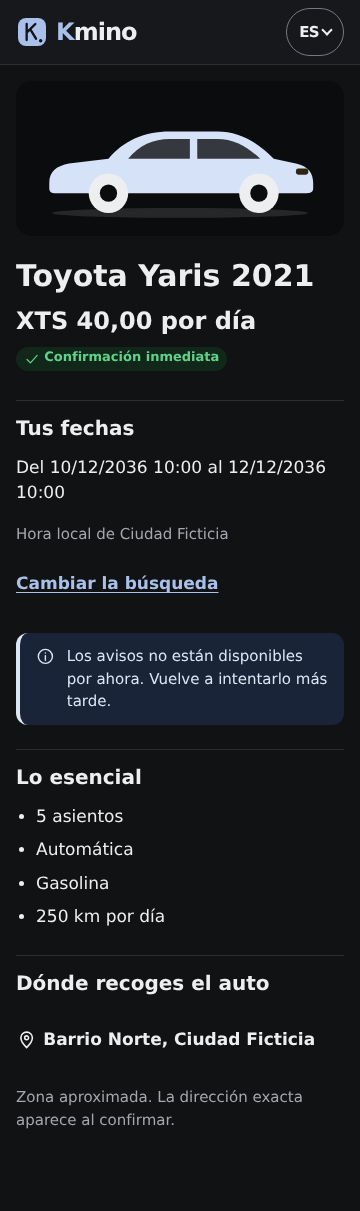 K. Kmino
ES
Toyota Yaris 2021
XTS 40,00 por día
Confirmación inmediata
Tus fechas
Del 10/12/2036 10:00 al 12/12/2036
10:00
Hora local de Ciudad Ficticia
Cambiar la búsqueda
Los avisos no están disponibles
por ahora. Vuelve a intentarlo más
tarde.
Lo esencial
• 5 asientos
• Automática
• Gasolina
• 250 km por día
Dónde recoges el auto
Barrio Norte, Ciudad Ficticia
Zona aproximada. La dirección exacta
aparece al confirmar.